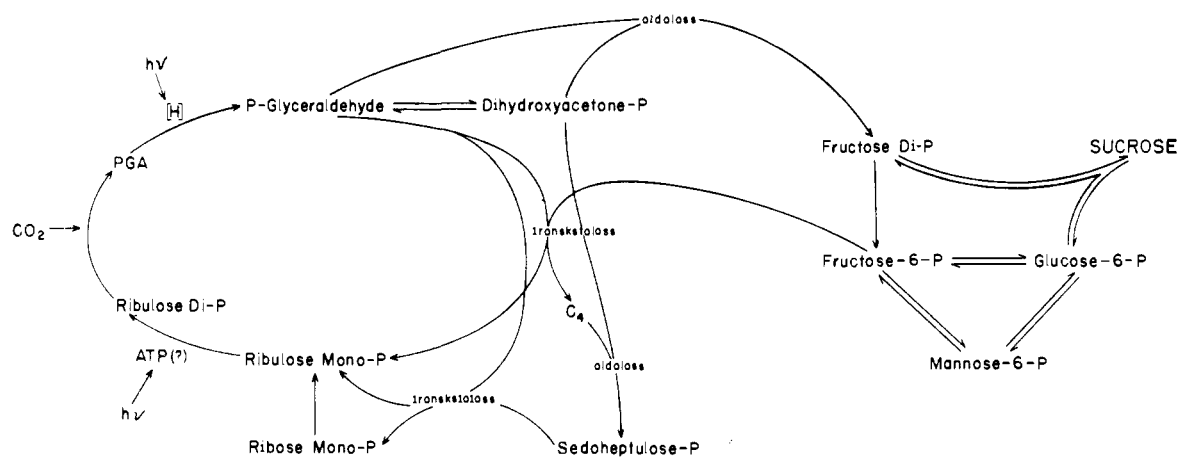 aldolase
hν
[H]
P-Glyceraldehyde
Dihydroxyacetone-P
Fructose Di-P
SUCROSE
PGA
CO2
transketolase
Fructose-6-P
Glucose-6-P
Ribulose Di-P
C4
ATP(?)
Ribulose Mono-P
aldolase
Mannose-6-P
hν
transketolase
Ribose Mono-P
Sedoheptulose-P